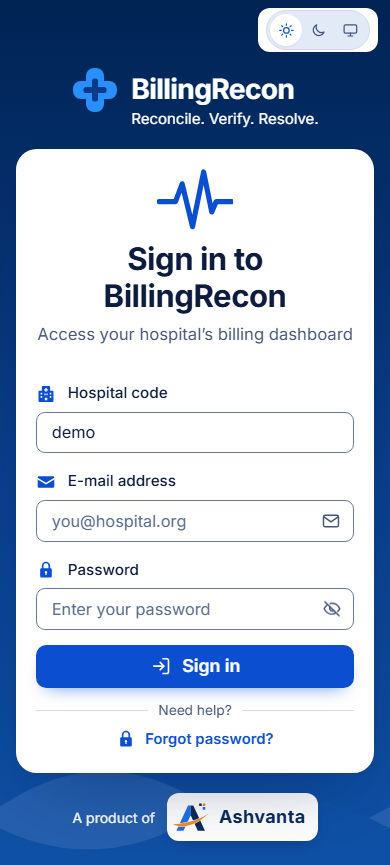 BillingRecon
Reconcile. Verify. Resolve.
Sign in to
BillingRecon
Access your hospital’s billing dashboard
Hospital code
demo
E-mail address
you@hospital.org
Password
Enter your password
Sign in
Need help?
Forgot password?
A product of Ashvanta